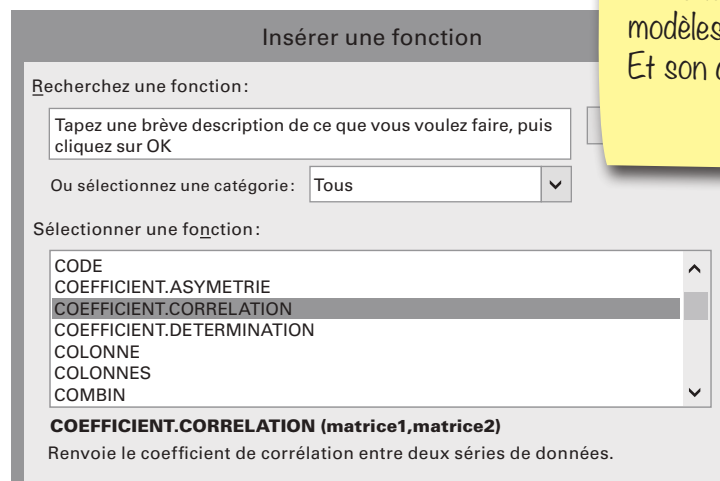 modèles
Et son
Insérer une fonction
Recherchez une fonction:
Tapez une brève description de ce que vous voulez faire, puis
cliquez sur OK
Ou sélectionnez une catégorie: Tous
Sélectionner une fonction:
CODE
COEFFICIENT.ASYMETRIE
COEFFICIENT.CORRELATION
COEFFICIENT.DETERMINATION
COLONNE
COLONNES
COMBIN
COEFFICIENT.CORRELATION (matrice1,matrice2)
Renvoie le coefficient de corrélation entre deux séries de données.